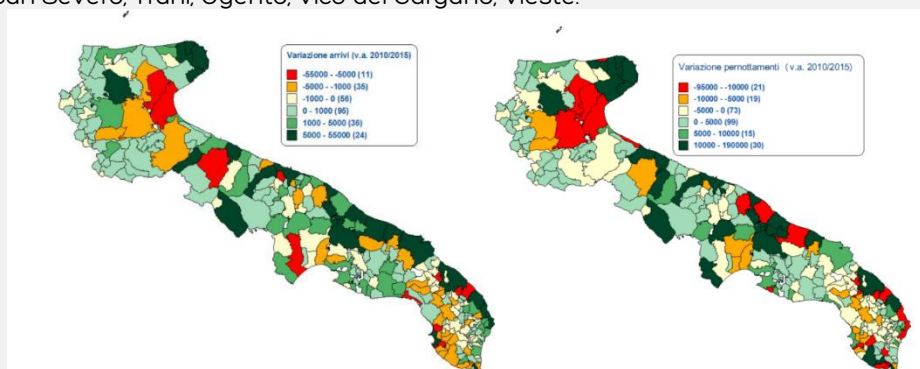 San Severo, Trani, Ugento, Vico del Gargano, Vieste.
Variazione arrivi (v.a. 2010/2015)
-55000 - -5000 (11)
-5000 - -1000 (35)
-1000 - 0 (56)
0 - 1000 (95)
1000 - 5000 (36)
5000 - 55000 (24)
Variazione pernottamenti (v.a. 2010/2015)
-95000 - -10000 (21)
-10000 - -5000 (19)
-5000 - 0 (73)
0 - 5000 (99)
5000 - 10000 (15)
10000 - 190000 (30)